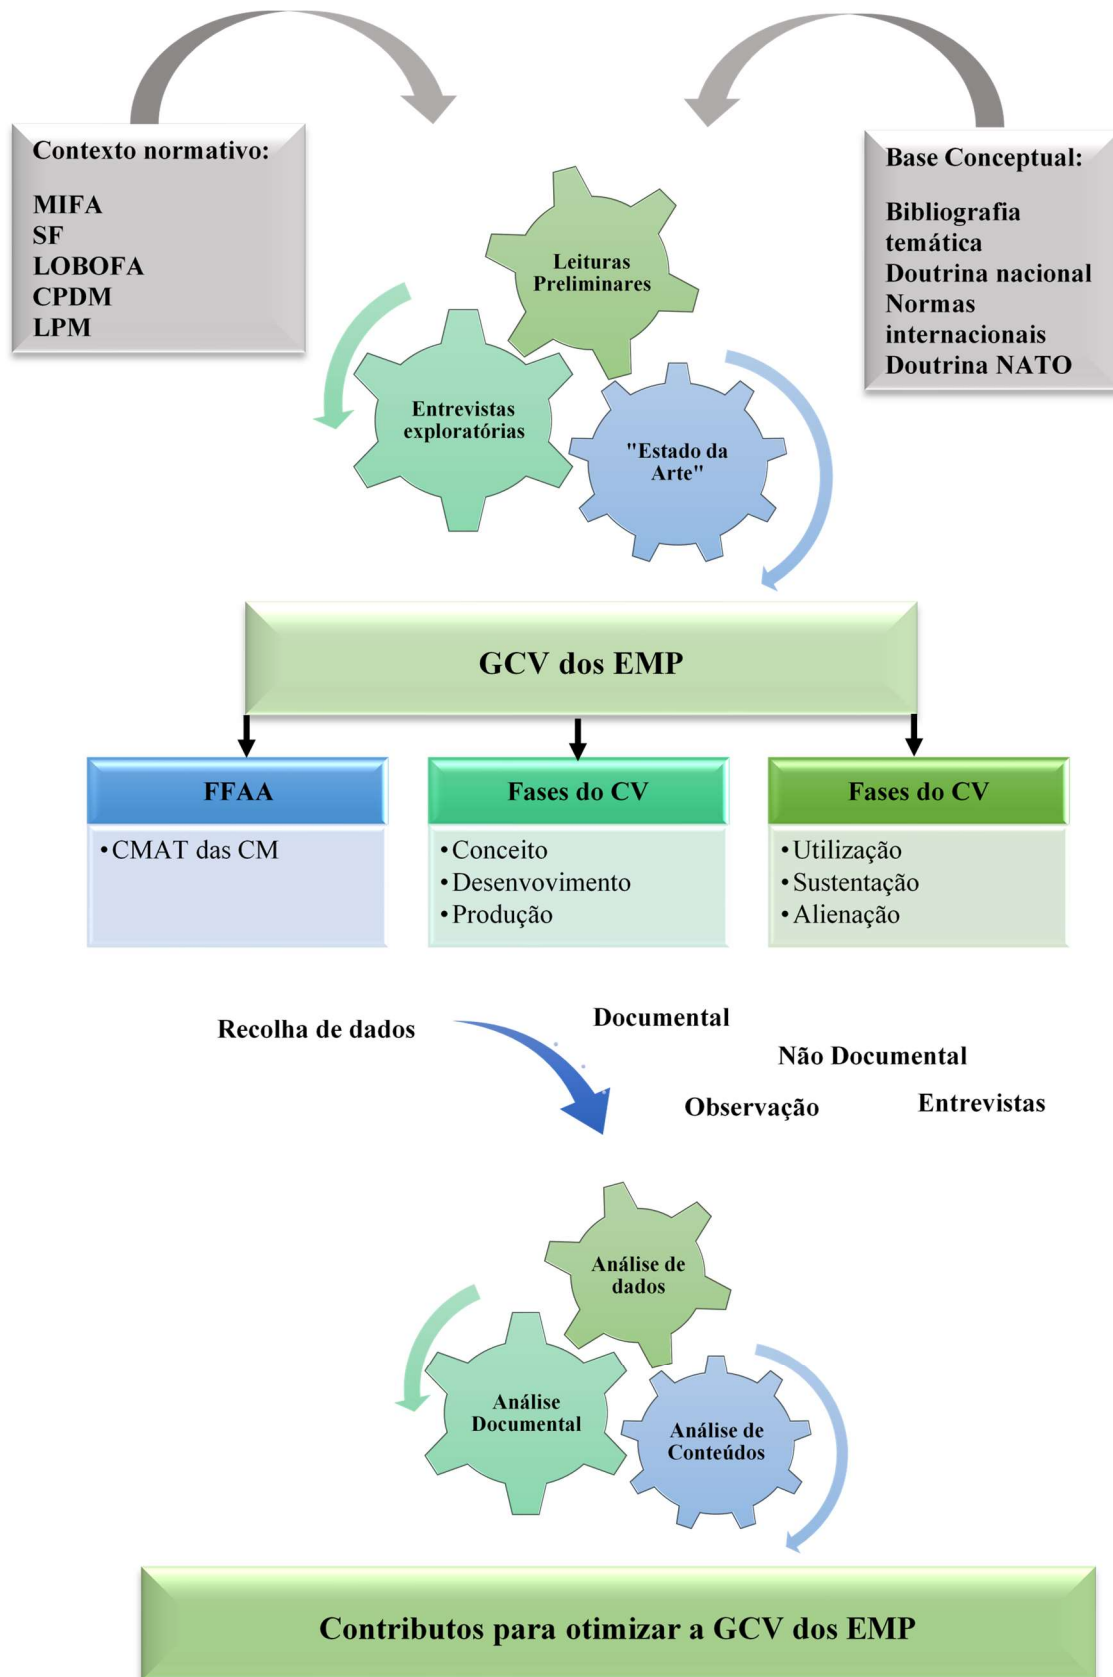 Contexto normativo:
MIFA
SF
LOBOFA
CPDM
LPM
Base Conceptual:
Bibliografia
temática
Doutrina nacional
Normas
internacionais
Doutrina NATO
Leituras
Preliminares
Entrevistas
exploratórias
"Estado da
Arte"
GCV dos EMP
FFAA
• CMAT das CM
Fases do CV
• Conceito
• Desenvovimento
• Produção
Fases do CV
• Utilização
• Sustentação
• Alienação
Recolha de dados
Documental
Não Documental
Observação
Entrevistas
Análise de
dados
Análise
Documental
Análise de
Conteúdos
Contributos para otimizar a GCV dos EMP